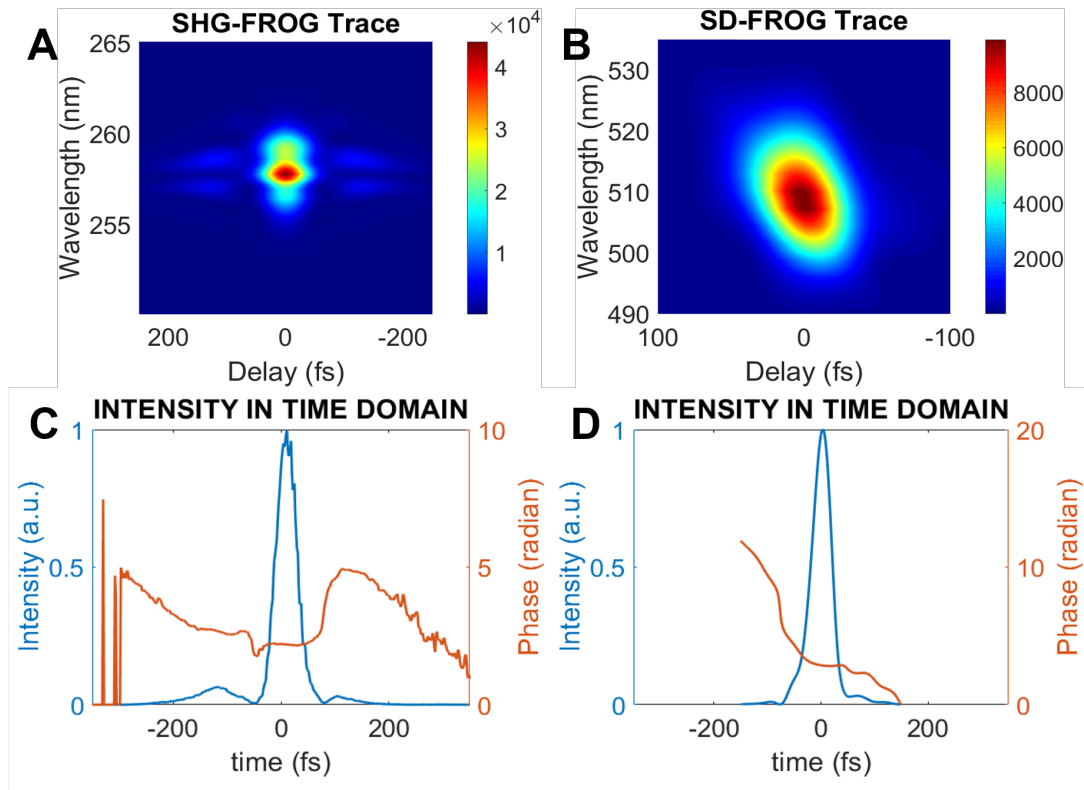 A
SHG-FROG Trace
×10⁴
265
260
255
Wavelength (nm)
200
0
-200
Delay (fs)
4
3
2
1
B
SD-FROG Trace
530
520
510
500
490
Wavelength (nm)
100
0
-100
Delay (fs)
8000
6000
4000
2000
C
INTENSITY IN TIME DOMAIN
1
0.5
0
Intensity (a.u.)
10
5
0
Phase (radian)
-200
0
200
time (fs)
D
INTENSITY IN TIME DOMAIN
1
0.5
0
Intensity (a.u.)
20
10
0
Phase (radian)
-200
0
200
time (fs)